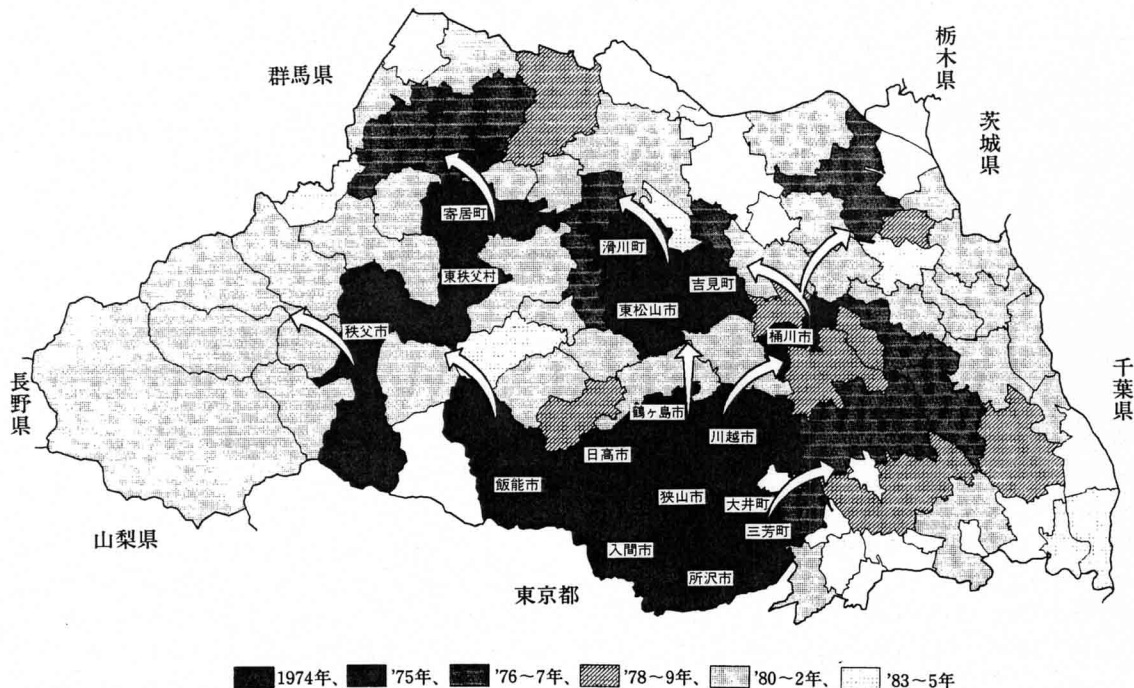 栃木県
群馬県
茨城県
寄居町
滑川町
東秩父村
吉見町
東松山市
秩父市
桶川市
長野県
千葉県
鶴ヶ島市
川越市
日高市
飯能市
狭山市
大井町
三芳町
山梨県
入間市
所沢市
東京都
1974年、 '75年、 '76～7年、 '78～9年、 '80～2年、 '83～5年